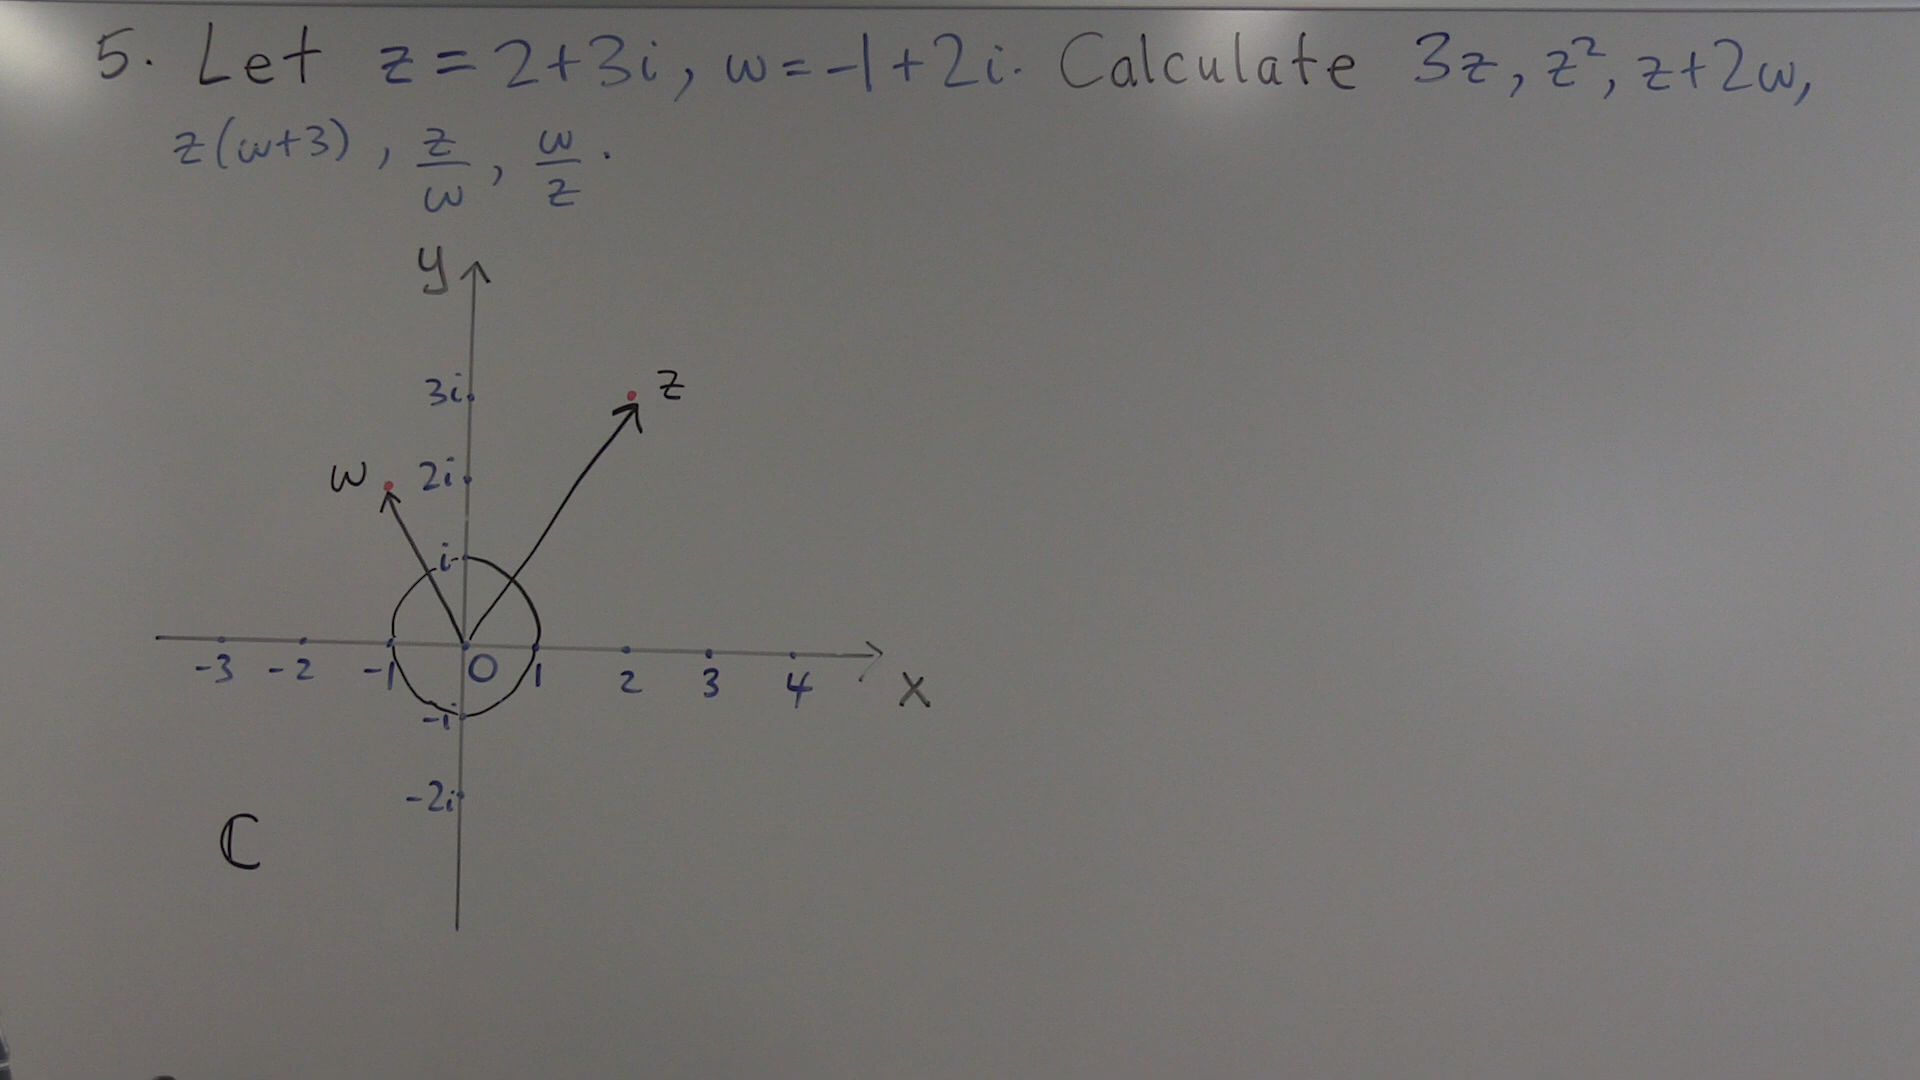 5. Let z = 2+3i, w = -1+2i. Calculate 3z, z², z+2w,
z(w+3), z/w, w/z.
y
3i
z
w 2i
i
-3 -2 -1 0 1 2 3 4
x
-i
-2i
ℂ